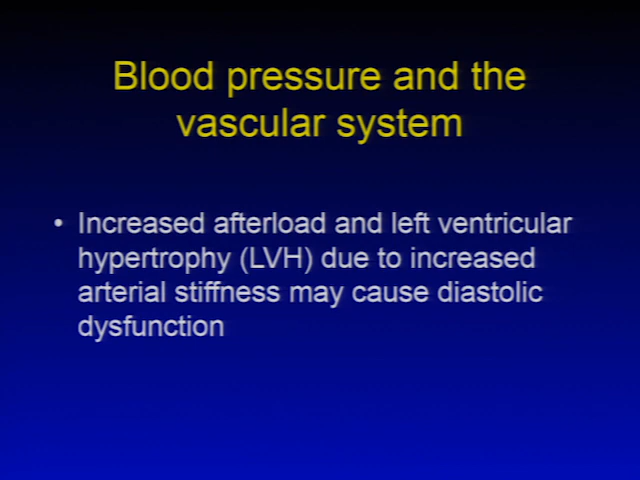 Blood pressure and the
vascular system
• Increased afterload and left ventricular
hypertrophy (LVH) due to increased
arterial stiffness may cause diastolic
dysfunction